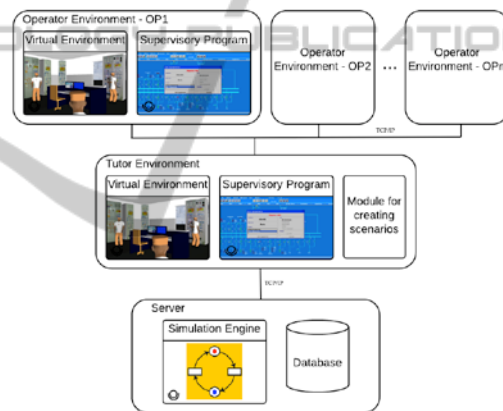 Operator Environment - OP1
Virtual Environment
Supervisory Program
Operator
Environment - OP2
...
Operator
Environment - OPn
TCP/IP
Tutor Environment
Virtual Environment
Supervisory Program
Module for
creating
scenarios
TCP/IP
Server
Simulation Engine
Database